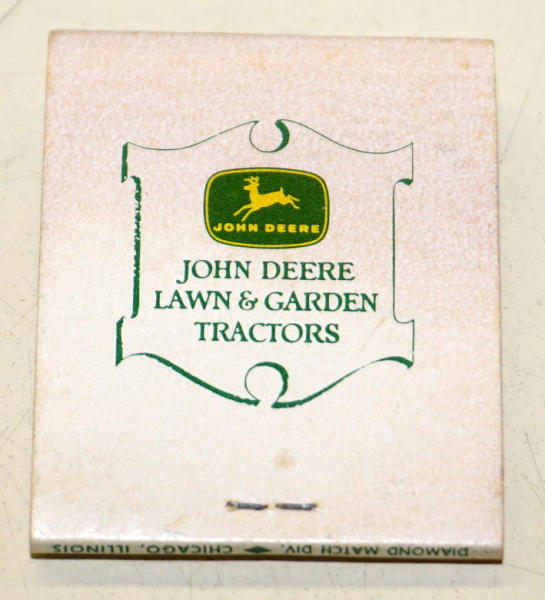 JOHN DEERE
JOHN DEERE
LAWN & GARDEN
TRACTORS
DIAMOND MATCH DIV. CHICAGO, ILLINOIS